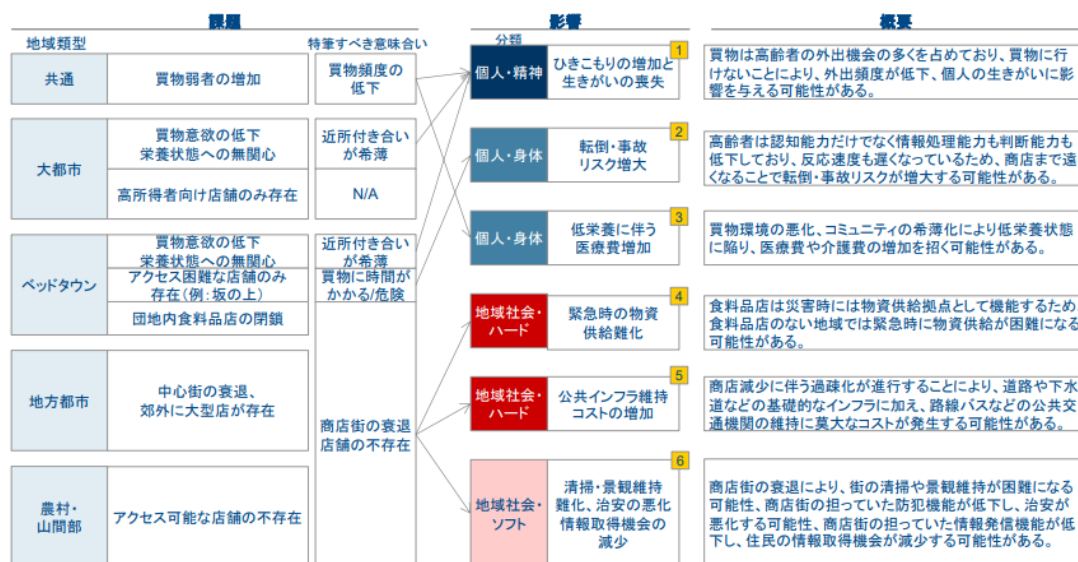 課題
影響
概要
地域類型
特筆すべき意味合い
分類
共通
買物弱者の増加
買物頻度の
低下
大都市
買物意欲の低下
栄養状態への無関心
近所付き合い
が希薄
高所得者向け店舗のみ存在
N/A
ベッドタウン
買物意欲の低下
栄養状態への無関心
近所付き合い
が希薄
アクセス困難な店舗のみ
存在(例:坂の上)
買物に時間が
かかる/危険
団地内食料品店の閉鎖
地方都市
中心街の衰退、
郊外に大型店が存在
商店街の衰退
店舗の不存在
農村・
山間部
アクセス可能な店舗の不存在
個人・精神
ひきこもりの増加と
生きがいの喪失
1
買物は高齢者の外出機会の多くを占めており、買物に行
けないことにより、外出頻度が低下、個人の生きがいに影
響を与える可能性がある。
個人・身体
転倒・事故
リスク増大
2
高齢者は認知能力だけでなく情報処理能力も判断能力も
低下しており、反応速度も遅くなっているため、商店まで遠
くなることで転倒・事故リスクが増大する可能性がある。
個人・身体
低栄養に伴う
医療費増加
3
買物環境の悪化、コミュニティの希薄化により低栄養状態
に陥り、医療費や介護費の増加を招く可能性がある。
地域社会・
ハード
緊急時の物資
供給難化
4
食料品店は災害時には物資供給拠点として機能するため
食料品店のない地域では緊急時に物資供給が困難になる
可能性がある。
地域社会・
ハード
公共インフラ維持
コストの増加
5
商店減少に伴う過疎化が進行することにより、道路や下水
道などの基礎的なインフラに加え、路線バスなどの公共交
通機関の維持に莫大なコストが発生する可能性がある。
地域社会・
ソフト
清掃・景観維持
難化、治安の悪化
情報取得機会の
減少
6
商店街の衰退により、街の清掃や景観維持が困難になる
可能性、商店街の担っていた防犯機能が低下し、治安が
悪化する可能性、商店街の担っていた情報発信機能が低
下し、住民の情報取得機会が減少する可能性がある。